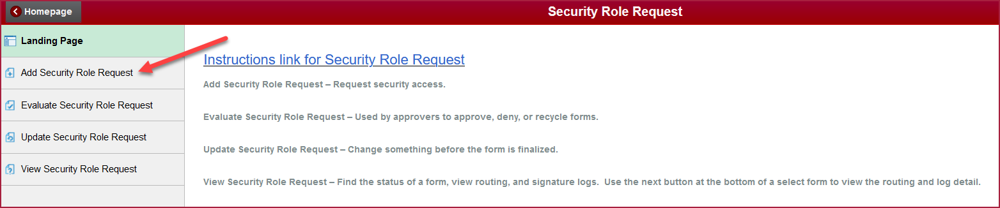 Homepage
Security Role Request
Landing Page
Add Security Role Request
Evaluate Security Role Request
Update Security Role Request
View Security Role Request
Instructions link for Security Role Request
Add Security Role Request – Request security access.
Evaluate Security Role Request – Used by approvers to approve, deny, or recycle forms.
Update Security Role Request – Change something before the form is finalized.
View Security Role Request – Find the status of a form, view routing, and signature logs.  Use the next button at the bottom of a select form to view the routing and log detail.